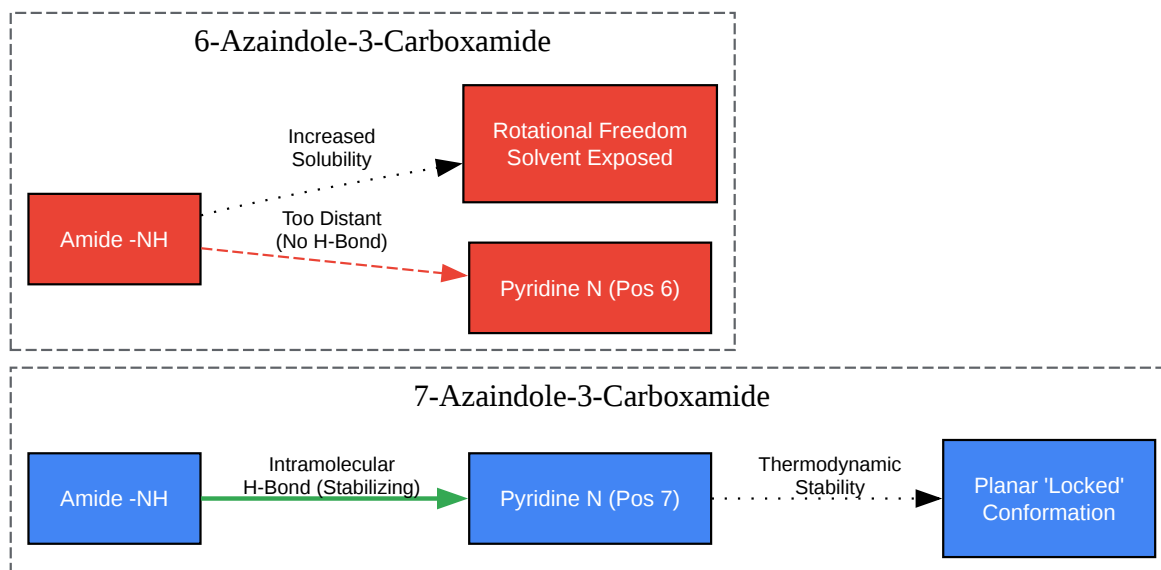 6-Azaindole-3-Carboxamide
Increased
Solubility
Rotational Freedom
Solvent Exposed
Amide -NH
Too Distant
(No H-Bond)
Pyridine N (Pos 6)
7-Azaindole-3-Carboxamide
Amide -NH
Intramolecular
H-Bond (Stabilizing)
Pyridine N (Pos 7)
Thermodynamic
Stability
Planar 'Locked'
Conformation